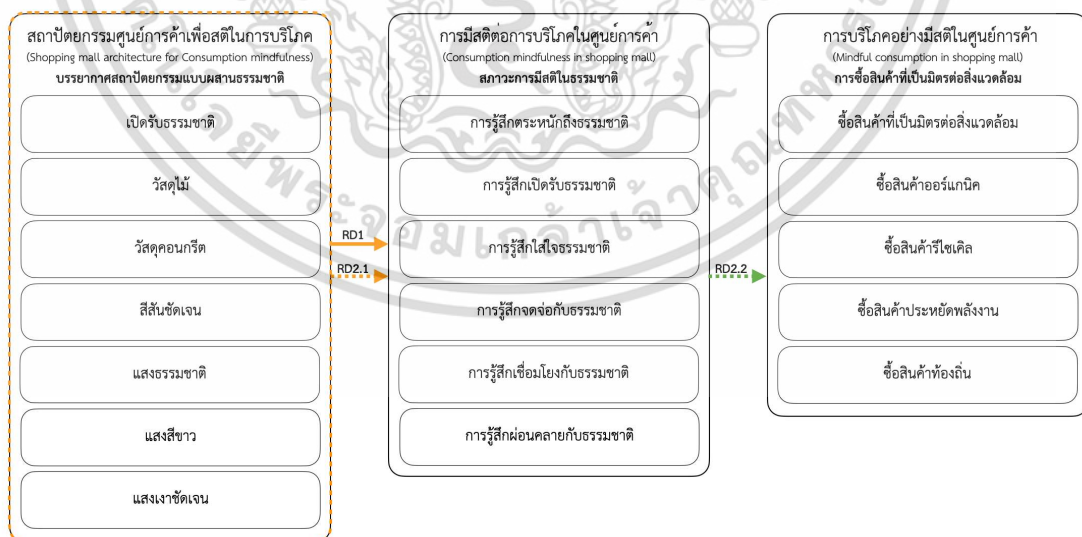 สถาปัตยกรรมศูนย์การค้าเพื่อสติในการบริโภค
(Shopping mall architecture for Consumption mindfulness)
บรรยากาศสถาปัตยกรรมแบบผสานธรรมชาติ
เปิดรับธรรมชาติ
วัสดุไม้
วัสดุคอนกรีต
สีสันชัดเจน
แสงธรรมชาติ
แสงสีขาว
แสงเงาชัดเจน
RD1
RD2.1
การมีสติต่อการบริโภคในศูนย์การค้า
(Consumption mindfulness in shopping mall)
สภาวะการมีสติในธรรมชาติ
การรู้สึกตระหนักถึงธรรมชาติ
การรู้สึกเปิดรับธรรมชาติ
การรู้สึกใส่ใจธรรมชาติ
การรู้สึกจดจ่อกับธรรมชาติ
การรู้สึกเชื่อมโยงกับธรรมชาติ
การรู้สึกผ่อนคลายกับธรรมชาติ
RD2.2
การบริโภคอย่างมีสติในศูนย์การค้า
(Mindful consumption in shopping mall)
การซื้อสินค้าที่เป็นมิตรต่อสิ่งแวดล้อม
ซื้อสินค้าที่เป็นมิตรต่อสิ่งแวดล้อม
ซื้อสินค้าออร์แกนิค
ซื้อสินค้ารีไซเคิล
ซื้อสินค้าประหยัดพลังงาน
ซื้อสินค้าท้องถิ่น